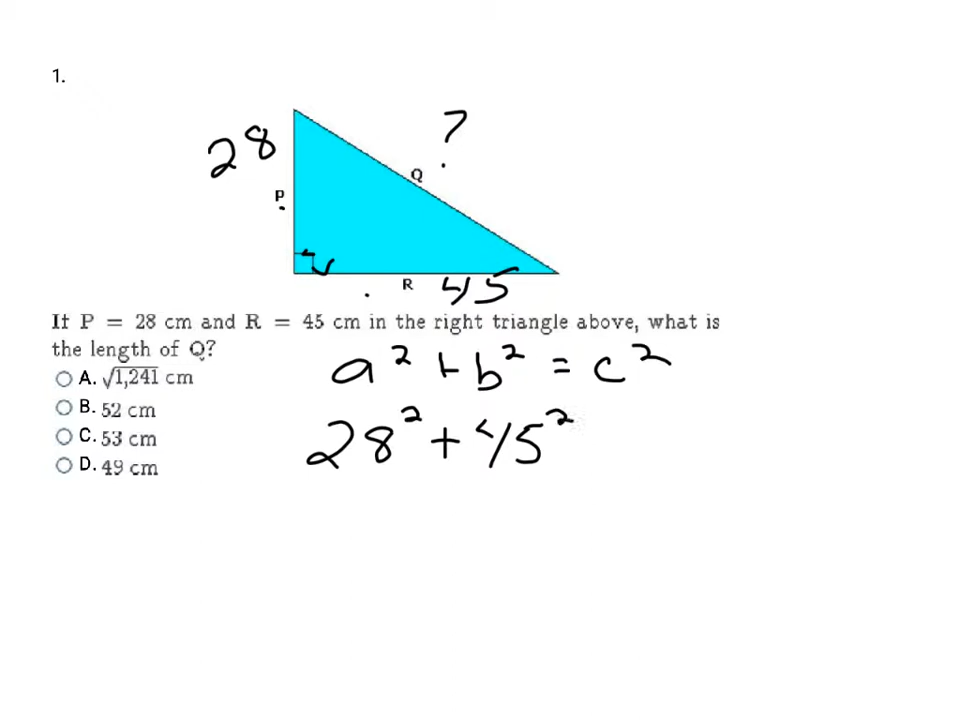 1.
28
?
Q
P
R
45
If P = 28 cm and R = 45 cm in the right triangle above, what is
the length of Q?
A. √1,241 cm
B. 52 cm
C. 53 cm
D. 49 cm
a² + b² = c²
28² + 45²